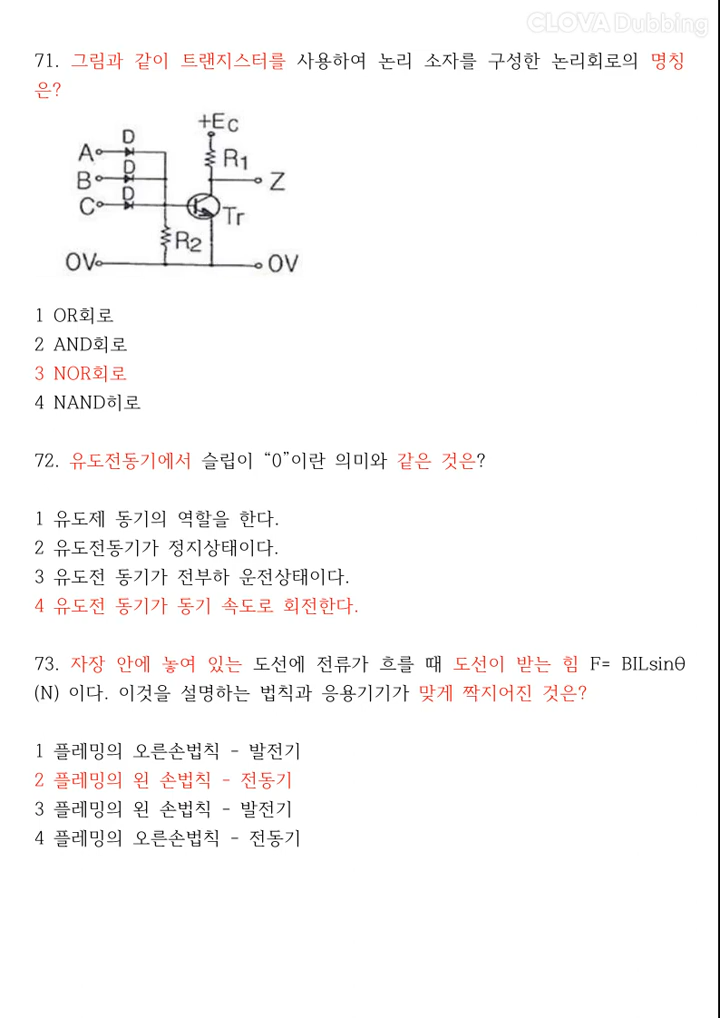 CLOVA Dubbing
71. 그림과 같이 트랜지스터를 사용하여 논리 소자를 구성한 논리회로의 명칭
은?
+Ec
D
A
R1
D
B
Z
D
C
Tr
R2
0V
0V
1 OR회로
2 AND회로
3 NOR회로
4 NAND히로
72. 유도전동기에서 슬립이 “0”이란 의미와 같은 것은?
1 유도제 동기의 역할을 한다.
2 유도전동기가 정지상태이다.
3 유도전 동기가 전부하 운전상태이다.
4 유도전 동기가 동기 속도로 회전한다.
73. 자장 안에 놓여 있는 도선에 전류가 흐를 때 도선이 받는 힘 F= BILsinθ
(N) 이다. 이것을 설명하는 법칙과 응용기기가 맞게 짝지어진 것은?
1 플레밍의 오른손법칙 - 발전기
2 플레밍의 왼 손법칙 - 전동기
3 플레밍의 왼 손법칙 - 발전기
4 플레밍의 오른손법칙 - 전동기